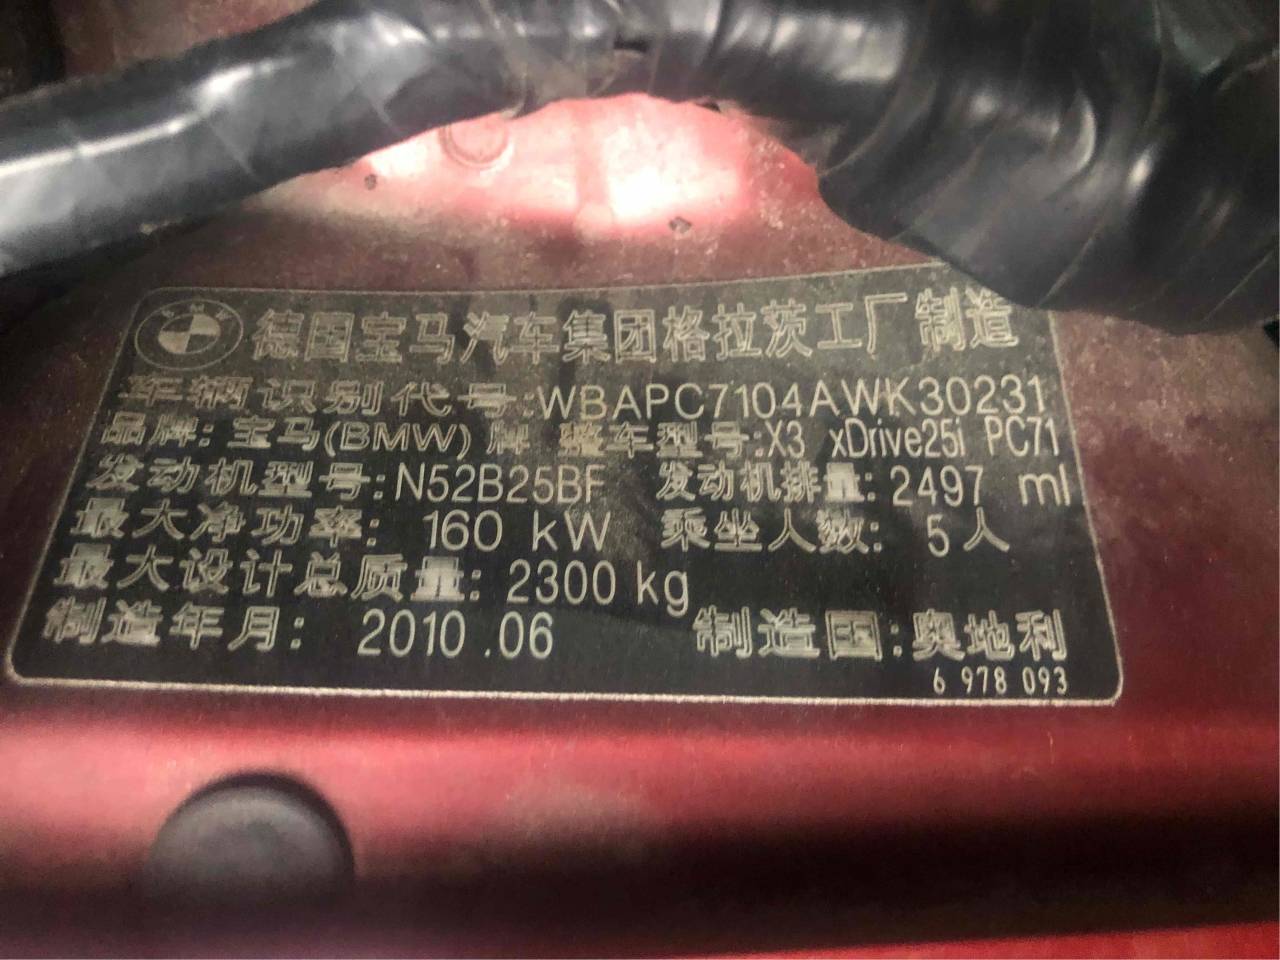 BMW 德国宝马汽车集团格拉茨工厂制造
车辆识别代号:WBAPC7104AWK30231
品牌: 宝马(BMW) 牌 整车型号:X3 xDrive25i PC71
发动机型号:N52B25BF 发动机排量: 2497 ml
最大净功率: 160 kW 乘坐人数: 5人
最大设计总质量: 2300 kg
制造年月: 2010 .06 制造国:奥地利
6 978 093